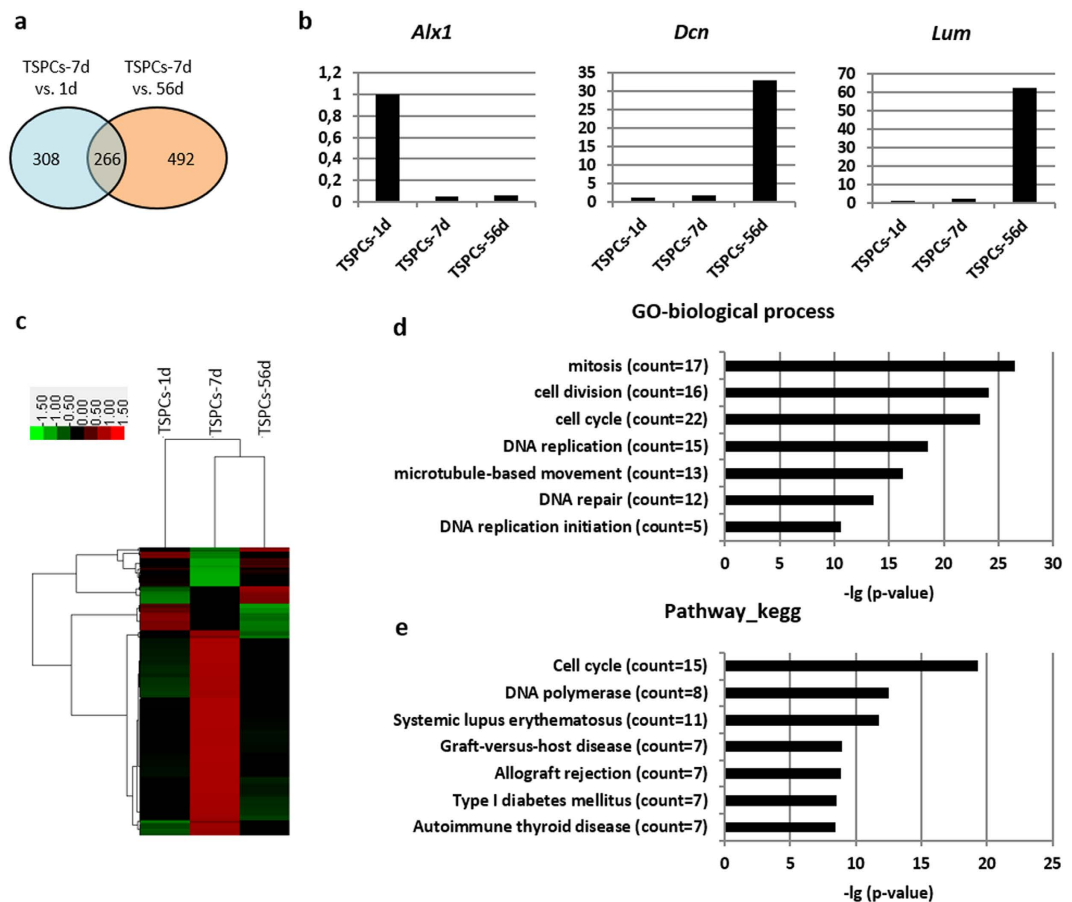 a
TSPCs-7d
vs. 1d
TSPCs-7d
vs. 56d
308
266
492
b
Alx1
1,2
1
0,8
0,6
0,4
0,2
0
TSPCs-1d
TSPCs-7d
TSPCs-56d
Dcn
35
30
25
20
15
10
5
0
TSPCs-1d
TSPCs-7d
TSPCs-56d
Lum
70
60
50
40
30
20
10
0
TSPCs-1d
TSPCs-7d
TSPCs-56d
c
-1.50
-1.00
-0.50
0.00
0.50
1.00
1.50
TSPCs-1d
TSPCs-7d
TSPCs-56d
d
GO-biological process
mitosis (count=17)
cell division (count=16)
cell cycle (count=22)
DNA replication (count=15)
microtubule-based movement (count=13)
DNA repair (count=12)
DNA replication initiation (count=5)
0 5 10 15 20 25 30
-lg (p-value)
e
Pathway_kegg
Cell cycle (count=15)
DNA polymerase (count=8)
Systemic lupus erythematosus (count=11)
Graft-versus-host disease (count=7)
Allograft rejection (count=7)
Type I diabetes mellitus (count=7)
Autoimmune thyroid disease (count=7)
0 5 10 15 20 25
-lg (p-value)